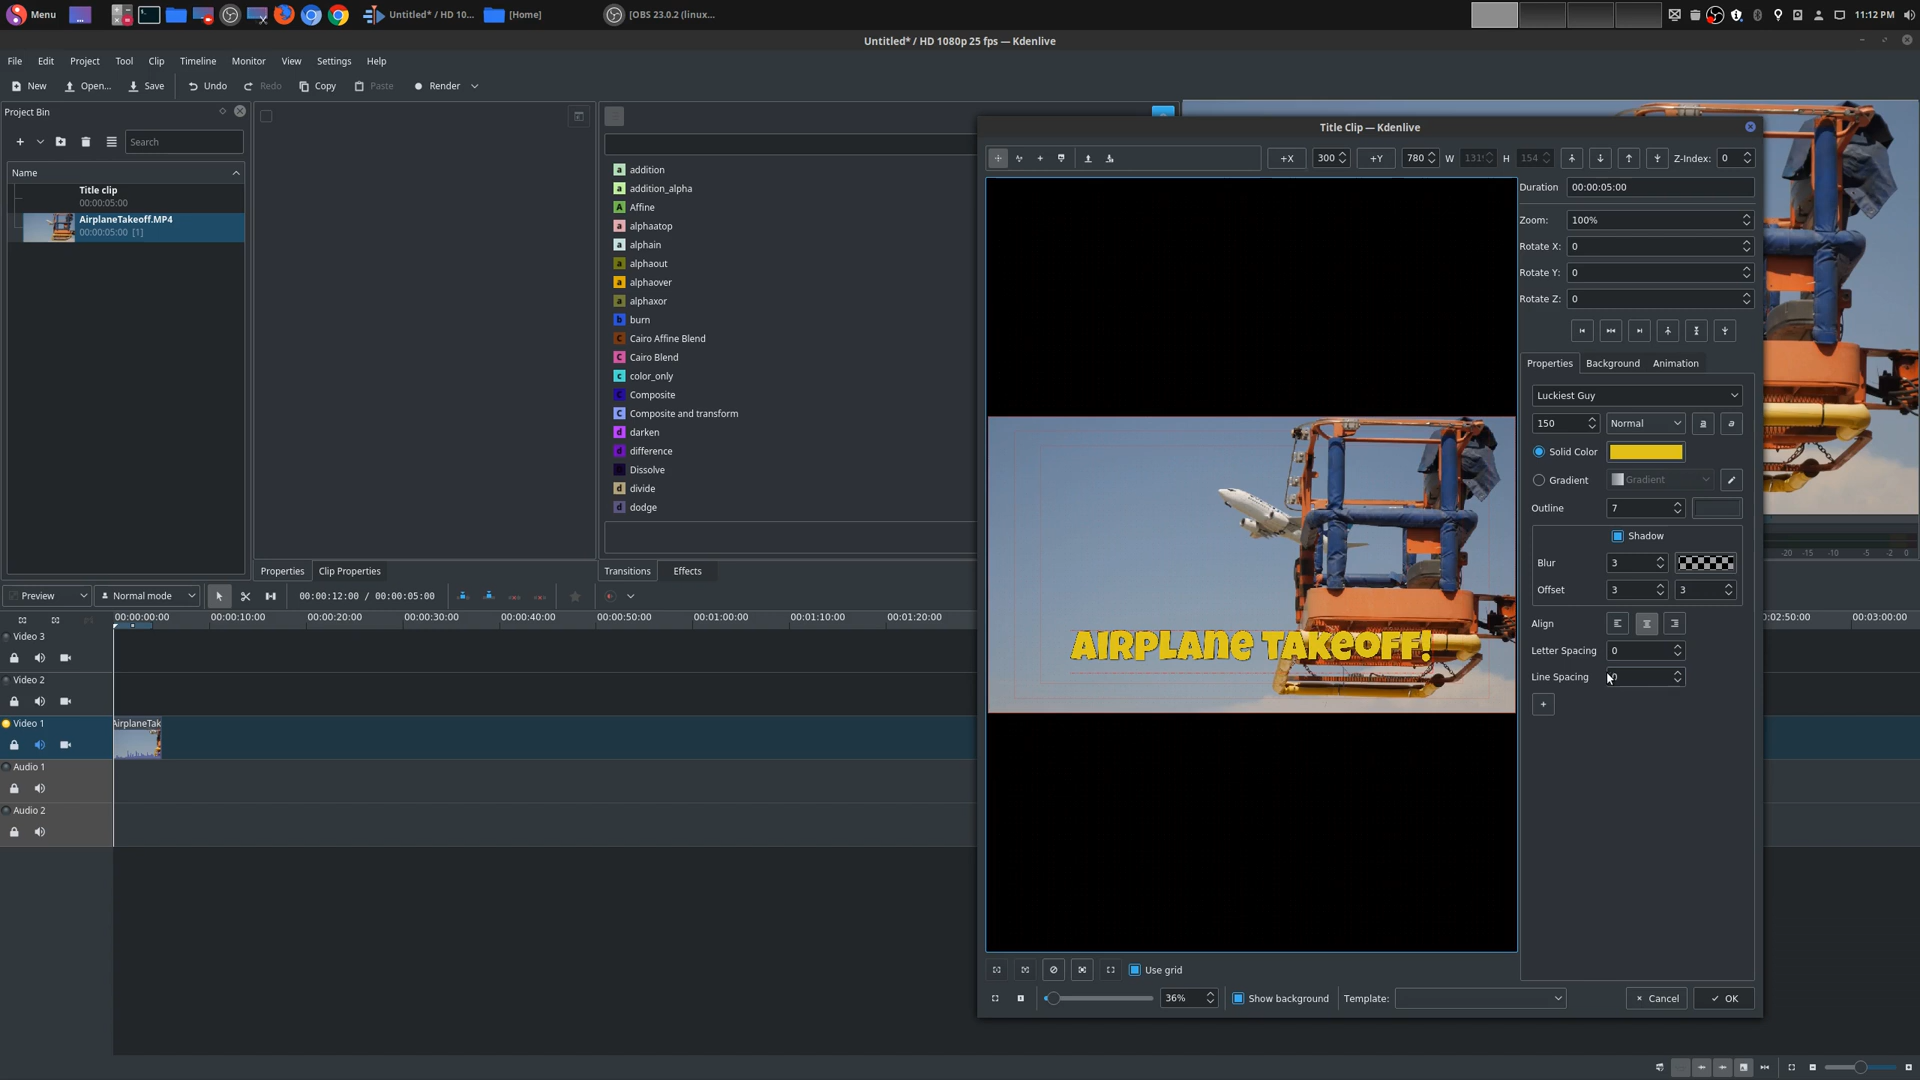 Menu
Untitled* / HD 10...
[Home]
[OBS 23.0.2 (linux...
11:12 PM
Untitled* / HD 1080p 25 fps — Kdenlive
File Edit Project Tool Clip Timeline Monitor View Settings Help
New Open... Save Undo Redo Copy Paste Render
Project Bin
Search
Name
Title clip
00:00:05:00
AirplaneTakeoff.MP4
00:00:05:00 [1]
a addition
a addition_alpha
A Affine
a alphaatop
a alphain
a alphaout
a alphaover
a alphaxor
b burn
C Cairo Affine Blend
C Cairo Blend
c color_only
C Composite
C Composite and transform
d darken
d difference
Dissolve
d divide
d dodge
Properties Clip Properties
Transitions Effects
Title Clip — Kdenlive
+X 300 +Y 780 W H 154 Z-Index: 0
Duration 00:00:05:00
Zoom: 100%
Rotate X: 0
Rotate Y: 0
Rotate Z: 0
Properties Background Animation
Luckiest Guy
150 Normal a a
Solid Color
Gradient Gradient
Outline 7
Shadow
Blur 3
Offset 3 3
Align
Letter Spacing 0
Line Spacing 0
+
AIRPLANE TAKEOFF!
Use grid
36% Show background Template: Cancel OK
-20 -15 -10 -5 -2 0
Preview Normal mode 00:00:12:00 / 00:00:05:00
00:00:00:00 00:00:10:00 00:00:20:00 00:00:30:00 00:00:40:00 00:00:50:00 00:01:00:00 00:01:10:00 00:01:20:00 0:02:50:00 00:03:00:00
Video 3
Video 2
Video 1
AirplaneTak
Audio 1
Audio 2